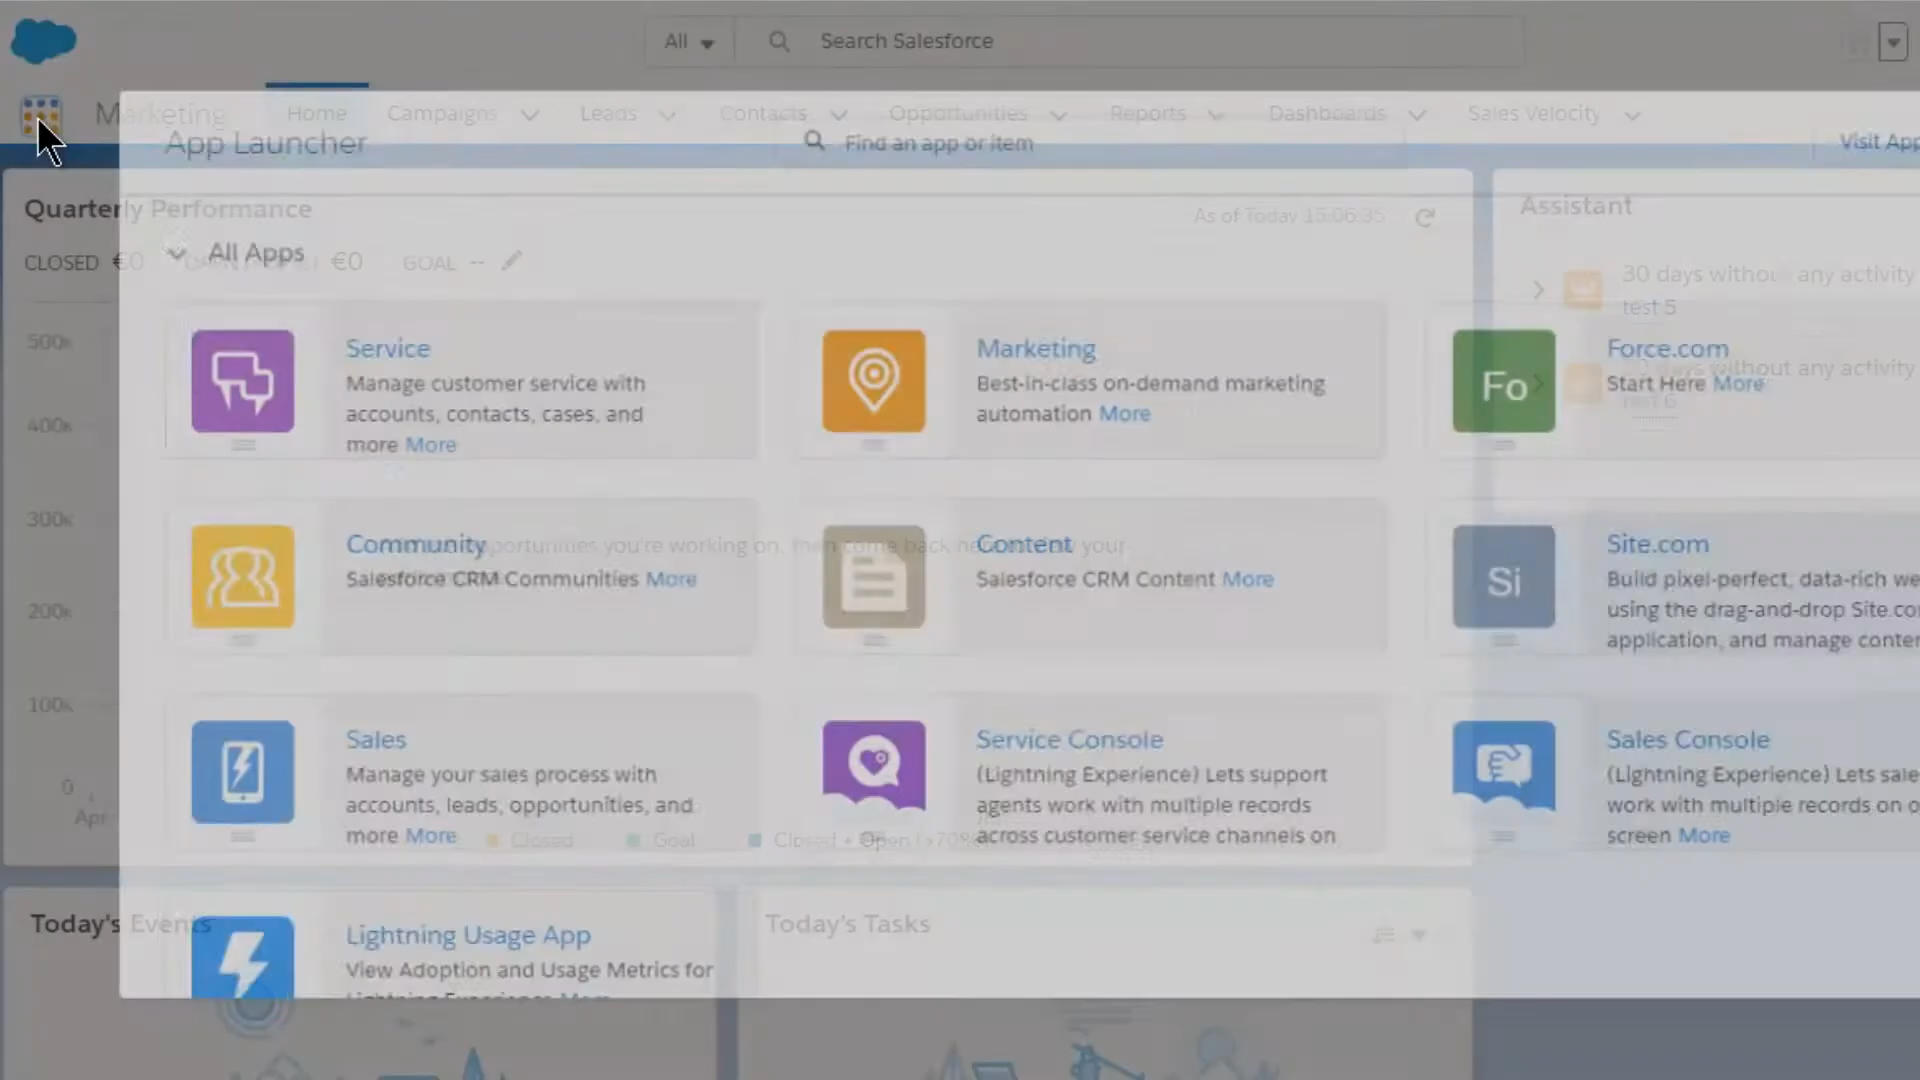 All
Search Salesforce
Marketing
Home
Campaigns
Leads
Contacts
Opportunities
Reports
Dashboards
Sales Velocity
App Launcher
Find an app or item
Visit App
Quarterly Performance
As of Today 15:06:35
Assistant
CLOSED €0
€0
GOAL --
All Apps
30 days without any activity
test 5
500K
400K
300K
200K
100K
0
Apr
Service
Manage customer service with
accounts, contacts, cases, and
more More
Marketing
Best-in-class on-demand marketing
automation More
Fo
Force.com
Start Here More
days without any activity
test 6
Community
Salesforce CRM Communities More
opportunities you're working on, then come back here to view your
Content
Salesforce CRM Content More
Si
Site.com
Build pixel-perfect, data-rich we
using the drag-and-drop Site.co
application, and manage conte
Sales
Manage your sales process with
accounts, leads, opportunities, and
more More
Service Console
(Lightning Experience) Lets support
agents work with multiple records
across customer service channels on
Sales Console
(Lightning Experience) Lets sale
work with multiple records on o
screen More
Closed
Goal
Closed + Open (>70%)
Today's Events
Today's Tasks
Lightning Usage App
View Adoption and Usage Metrics for
Lightning Experience More